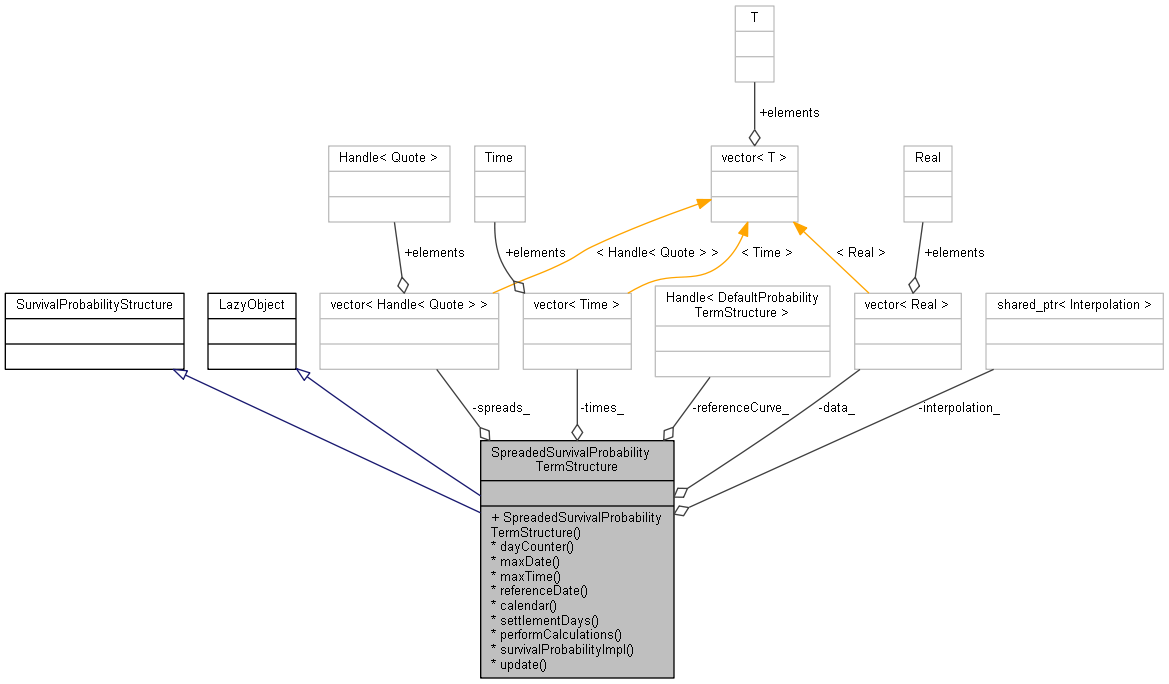 T
+elements
Handle< Quote >
Time
vector< T >
Real
+elements
+elements
< Handle< Quote > >
< Time >
< Real >
+elements
SurvivalProbabilityStructure
LazyObject
vector< Handle< Quote > >
vector< Time >
Handle< DefaultProbability
TermStructure >
vector< Real >
shared_ptr< Interpolation >
-spreads_
-times_
-referenceCurve_
-data_
-interpolation_
SpreadedSurvivalProbability
TermStructure
+ SpreadedSurvivalProbability
TermStructure()
* dayCounter()
* maxDate()
* maxTime()
* referenceDate()
* calendar()
* settlementDays()
* performCalculations()
* survivalProbabilityImpl()
* update()